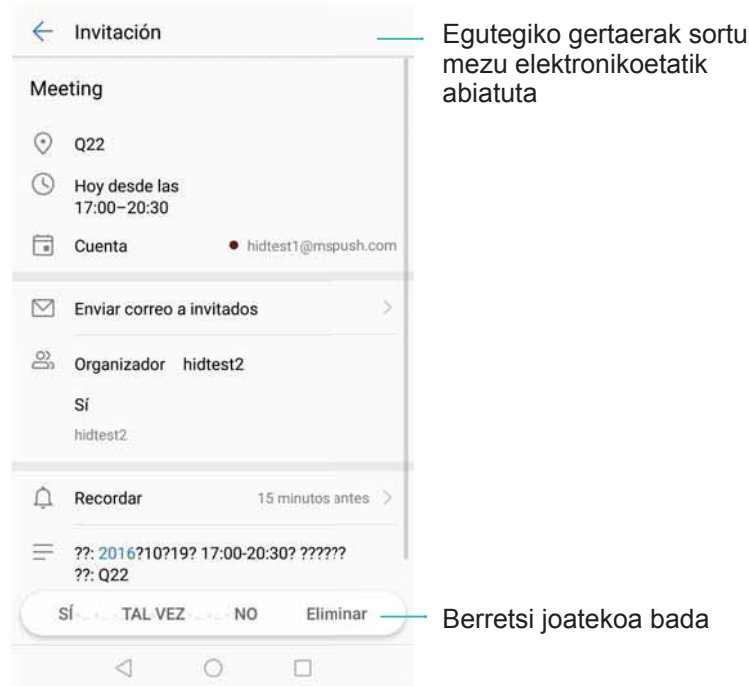 Invitación
Egutegiko gertaerak sortu
mezu elektronikoetatik
abiatuta
Meeting
Q22
Hoy desde las
17:00–20:30
Cuenta hidtest1@mspush.com
Enviar correo a invitados
Organizador hidtest2
Sí
hidtest2
Recordar 15 minutos antes
??: 2016?10?19? 17:00-20:30? ??????
??: Q22
SÍ TAL VEZ NO Eliminar
Berretsi joatekoa bada